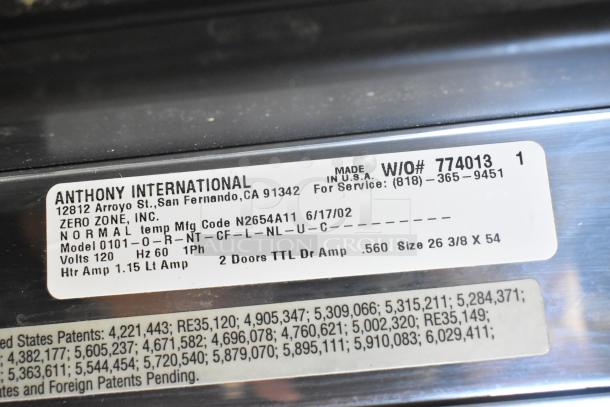 ANTHONY INTERNATIONAL MADE IN U.S.A. W/O# 774013 1
12812 Arroyo St.,San Fernando,CA 91342 For Service: (818)-365-9451
ZERO ZONE, INC.
NORMAL temp Mfg Code N2654A11 6/17/02
Model 0101-O-R-NT-CF-L-NL-U-C-----------
Volts 120 Hz 60 1Ph
Htr Amp 1.15 Lt Amp 2 Doors TTL Dr Amp .560 Size 26 3/8 X 54
ed States Patents: 4,221,443; RE35,120; 4,905,347; 5,309,066; 5,315,211; 5,284,371;
; 4,382,177; 5,605,237; 4,671,582; 4,696,078; 4,760,621; 5,002,320; RE35,149;
; 5,363,611; 5,544,454; 5,720,540; 5,879,070; 5,895,111; 5,910,083; 6,029,411;
tes and Foreign Patents Pending.